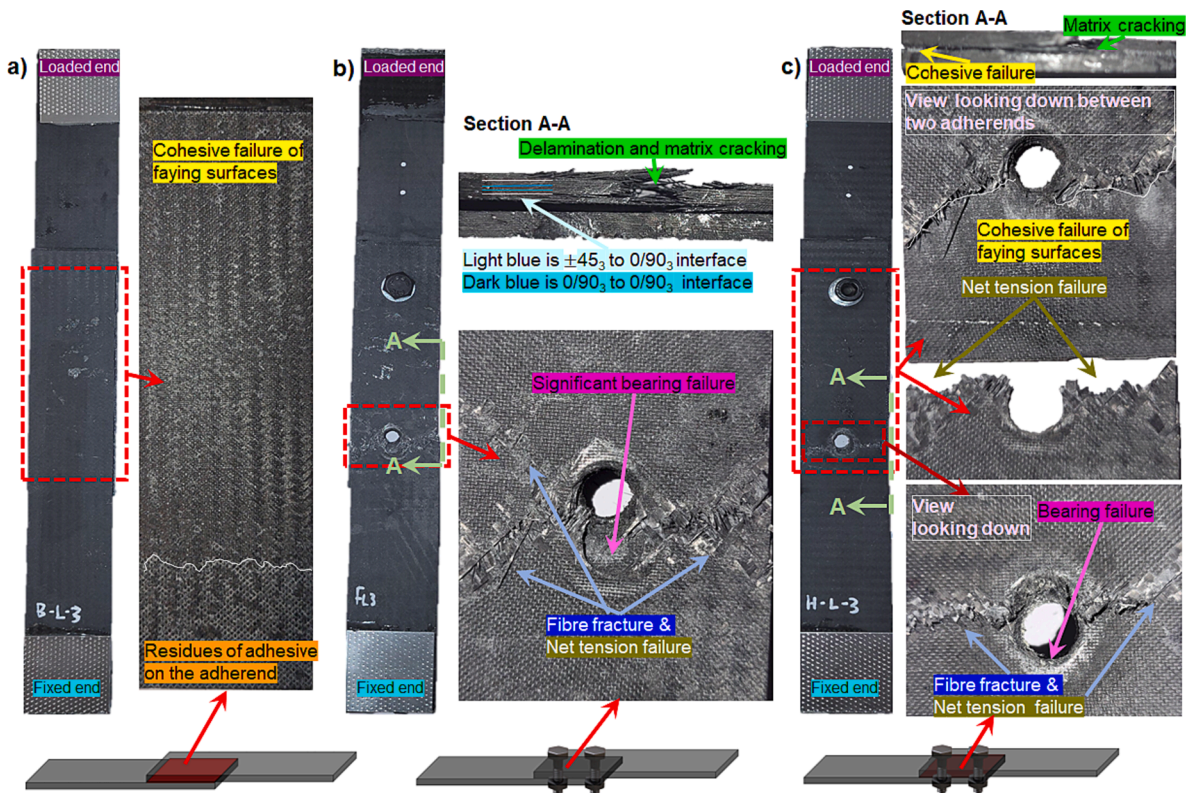 a)
Loaded end
Cohesive failure of
faying surfaces
B-L-3
Residues of adhesive
on the adherend
Fixed end
b)
Loaded end
Section A-A
Delamination and matrix cracking
Light blue is ±45₃ to 0/90₃ interface
Dark blue is 0/90₃ to 0/90₃ interface
A
A
Significant bearing failure
Fibre fracture &
Net tension failure
FL3
Fixed end
c)
Loaded end
Section A-A
Matrix cracking
Cohesive failure
View looking down between
two adherends
Cohesive failure of
faying surfaces
Net tension failure
A
A
View
looking down
Bearing failure
Fibre fracture &
Net tension failure
H-L-3
Fixed end